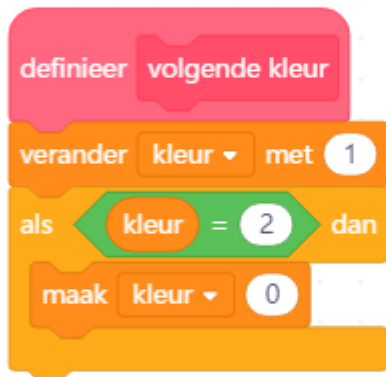 definieer volgende kleur
verander kleur met 1
als kleur = 2 dan
maak kleur 0